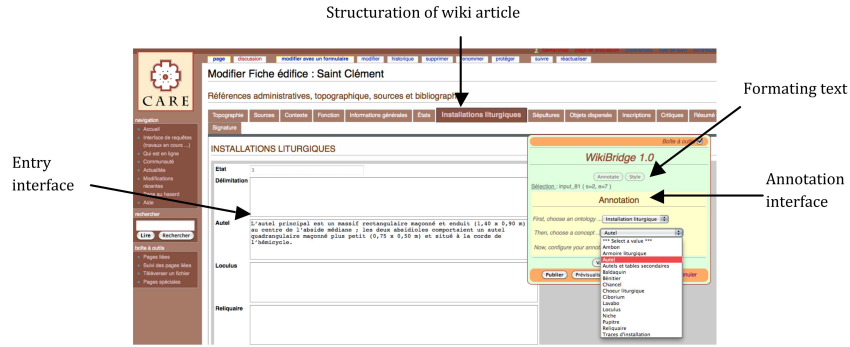 Structuration of wiki article
Formating text
Entry
interface
Annotation
interface
page discussion modifier avec un formulaire modifier historique supprimer renommer protéger suivre réactualiser
Modifier Fiche édifice : Saint Clément
Références administratives, topographique, sources et bibliograph
Topographie Sources Contexte Fonction Informations générales États Installations liturgiques Sépultures Objets dispersés Inscriptions Critiques Résumé
Signature
CARE
navigation
Accueil
Interface de requêtes
(travaux en cours ...)
Qui est en ligne
Communauté
Actualités
Modifications
récentes
Page au hasard
Aide
rechercher
Lire Rechercher
boîte à outils
Pages liées
Suivi des pages liées
Téléverser un fichier
Pages spéciales
INSTALLATIONS LITURGIQUES
Etat
Délimitation
Autel
L'autel principal est un massif rectangulaire maçonné et enduit (1,40 x 0,90 m)
au centre de l'abside médiane ; les deux absidioles comportaient un autel
quadrangulaire maçonné plus petit (0,75 x 0,50 m) et situé à la corde de
l'hémicycle.
Loculus
Reliquaire
Boîte à outils
WikiBridge 1.0
Annotate Style
Sélection : input_81 ( s=2, e=7 )
Annotation
First, choose an ontology ... Installation liturgique
Then, choose a concept ... Autel
Now, configure your annot
*** Select a value ***
Ambon
Armoire liturgique
Autel
Autels et tables secondaires
Baldaquin
Bénitier
Chancel
Choeur liturgique
Ciborium
Lavabo
Loculus
Niche
Pupitre
Reliquaire
Traces d'installation
Publier Prévisualis